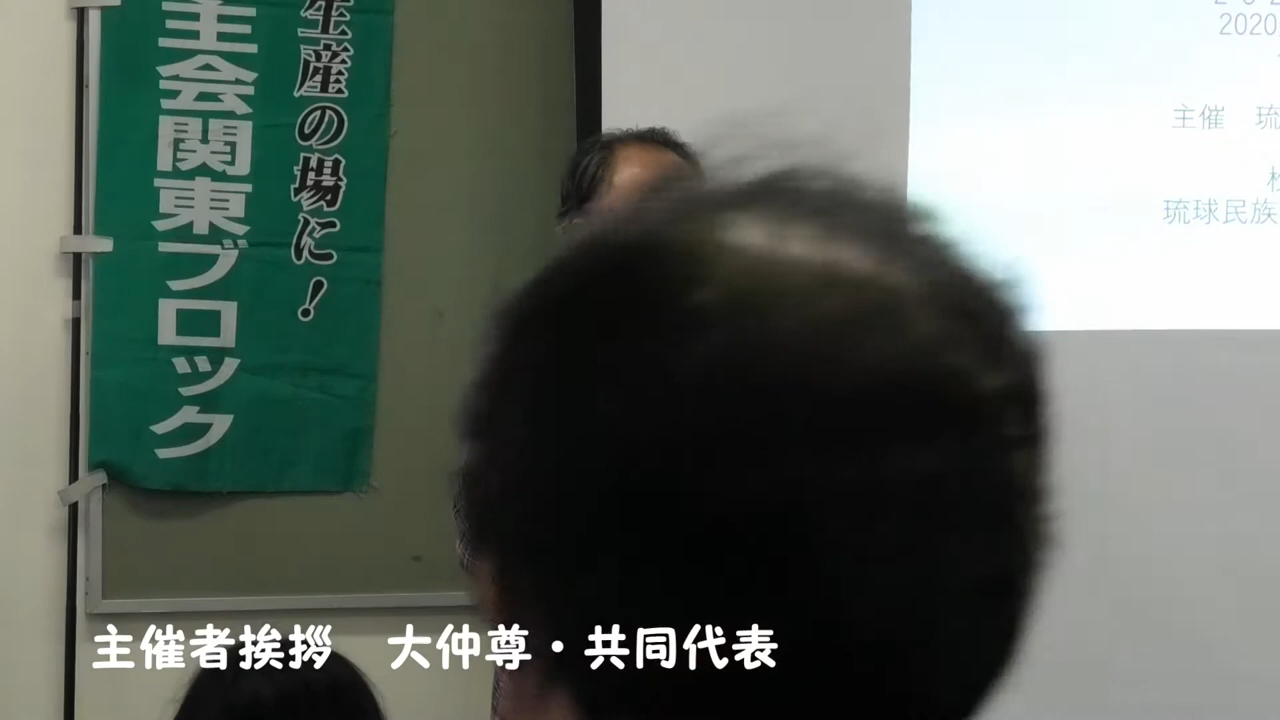 生産の場に！
主会関東ブロック
2020
主催　琉
琉球民族
主催者挨拶　大仲尊・共同代表